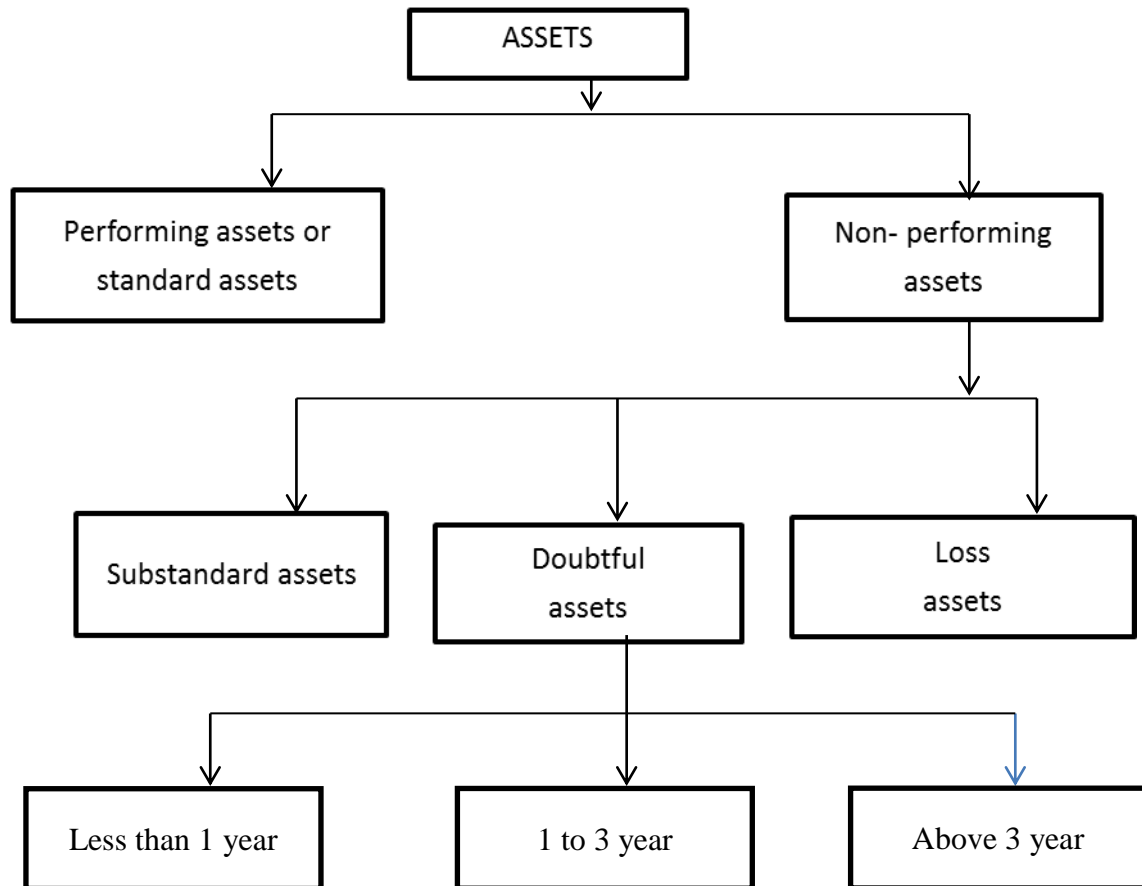 ASSETS
Performing assets or
standard assets
Non- performing
assets
Substandard assets
Doubtful
assets
Loss
assets
Less than 1 year
1 to 3 year
Above 3 year